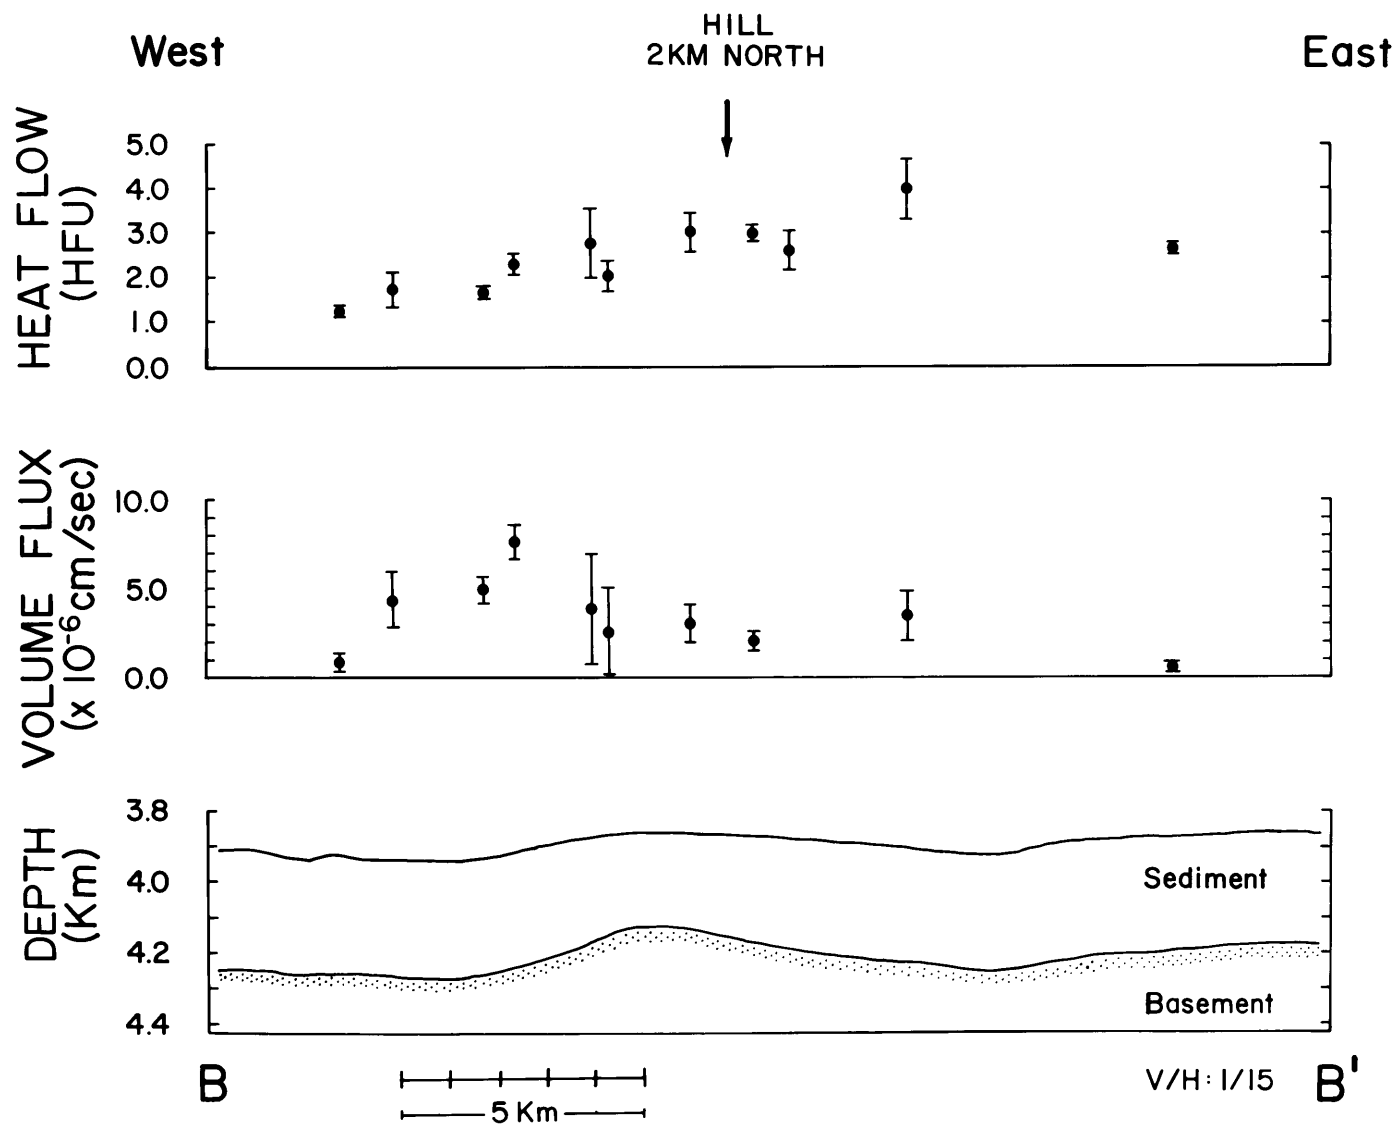 HILL
2KM NORTH
West
East
HEAT FLOW
(HFU)
5.0
4.0
3.0
2.0
1.0
0.0
VOLUME FLUX
(x 10⁻⁶cm/sec)
10.0
5.0
0.0
DEPTH
(Km)
3.8
4.0
4.2
4.4
Sediment
Basement
B
5 Km
V/H: 1/15
B'